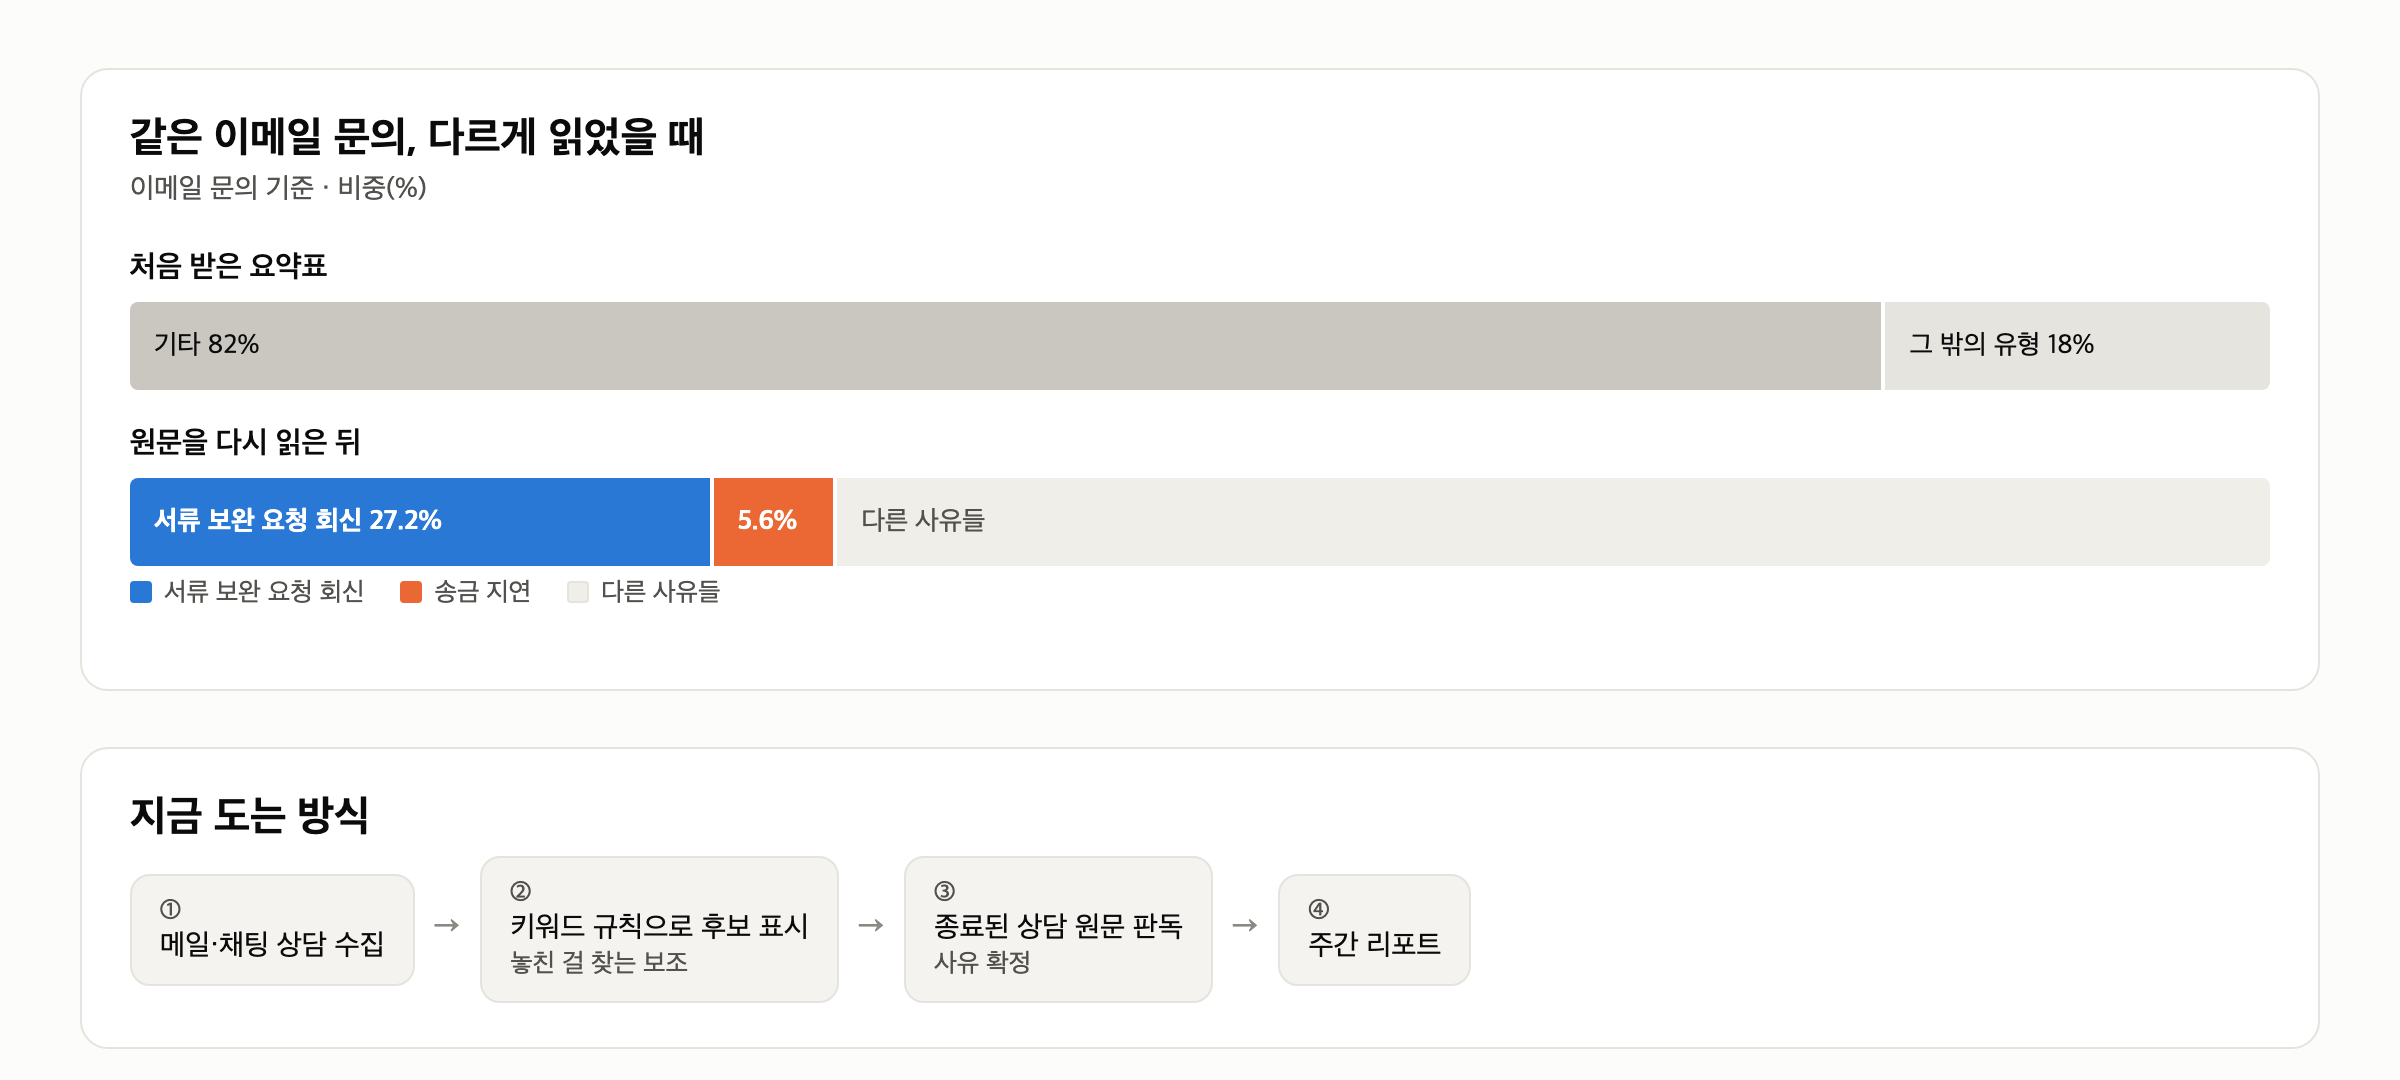 같은 이메일 문의, 다르게 읽었을 때
이메일 문의 기준 · 비중(%)
처음 받은 요약표
기타 82%
그 밖의 유형 18%
원문을 다시 읽은 뒤
서류 보완 요청 회신 27.2%
5.6%
다른 사유들
서류 보완 요청 회신
송금 지연
다른 사유들
지금 도는 방식
①
메일·채팅 상담 수집
→
②
키워드 규칙으로 후보 표시
놓친 걸 찾는 보조
→
③
종료된 상담 원문 판독
사유 확정
→
④
주간 리포트